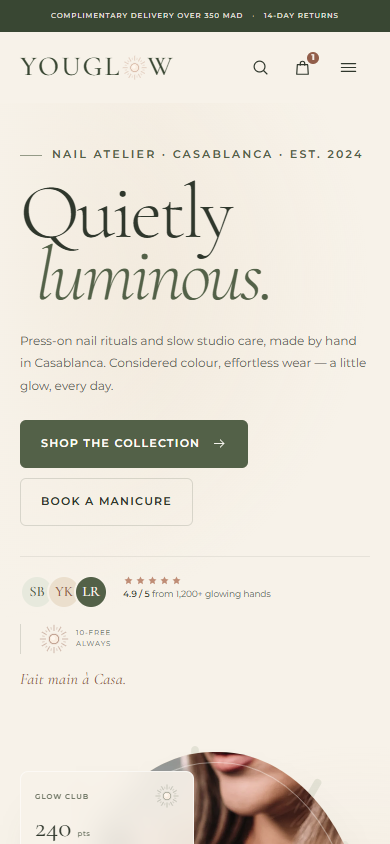 COMPLIMENTARY DELIVERY OVER 350 MAD · 14-DAY RETURNS
YOUGLOW
1
NAIL ATELIER · CASABLANCA · EST. 2024
Quietly
luminous.
Press-on nail rituals and slow studio care, made by hand
in Casablanca. Considered colour, effortless wear — a little
glow, every day.
SHOP THE COLLECTION →
BOOK A MANICURE
SB YK LR
★★★★★
4.9 / 5 from 1,200+ glowing hands
10-FREE
ALWAYS
Fait main à Casa.
GLOW CLUB
240 pts